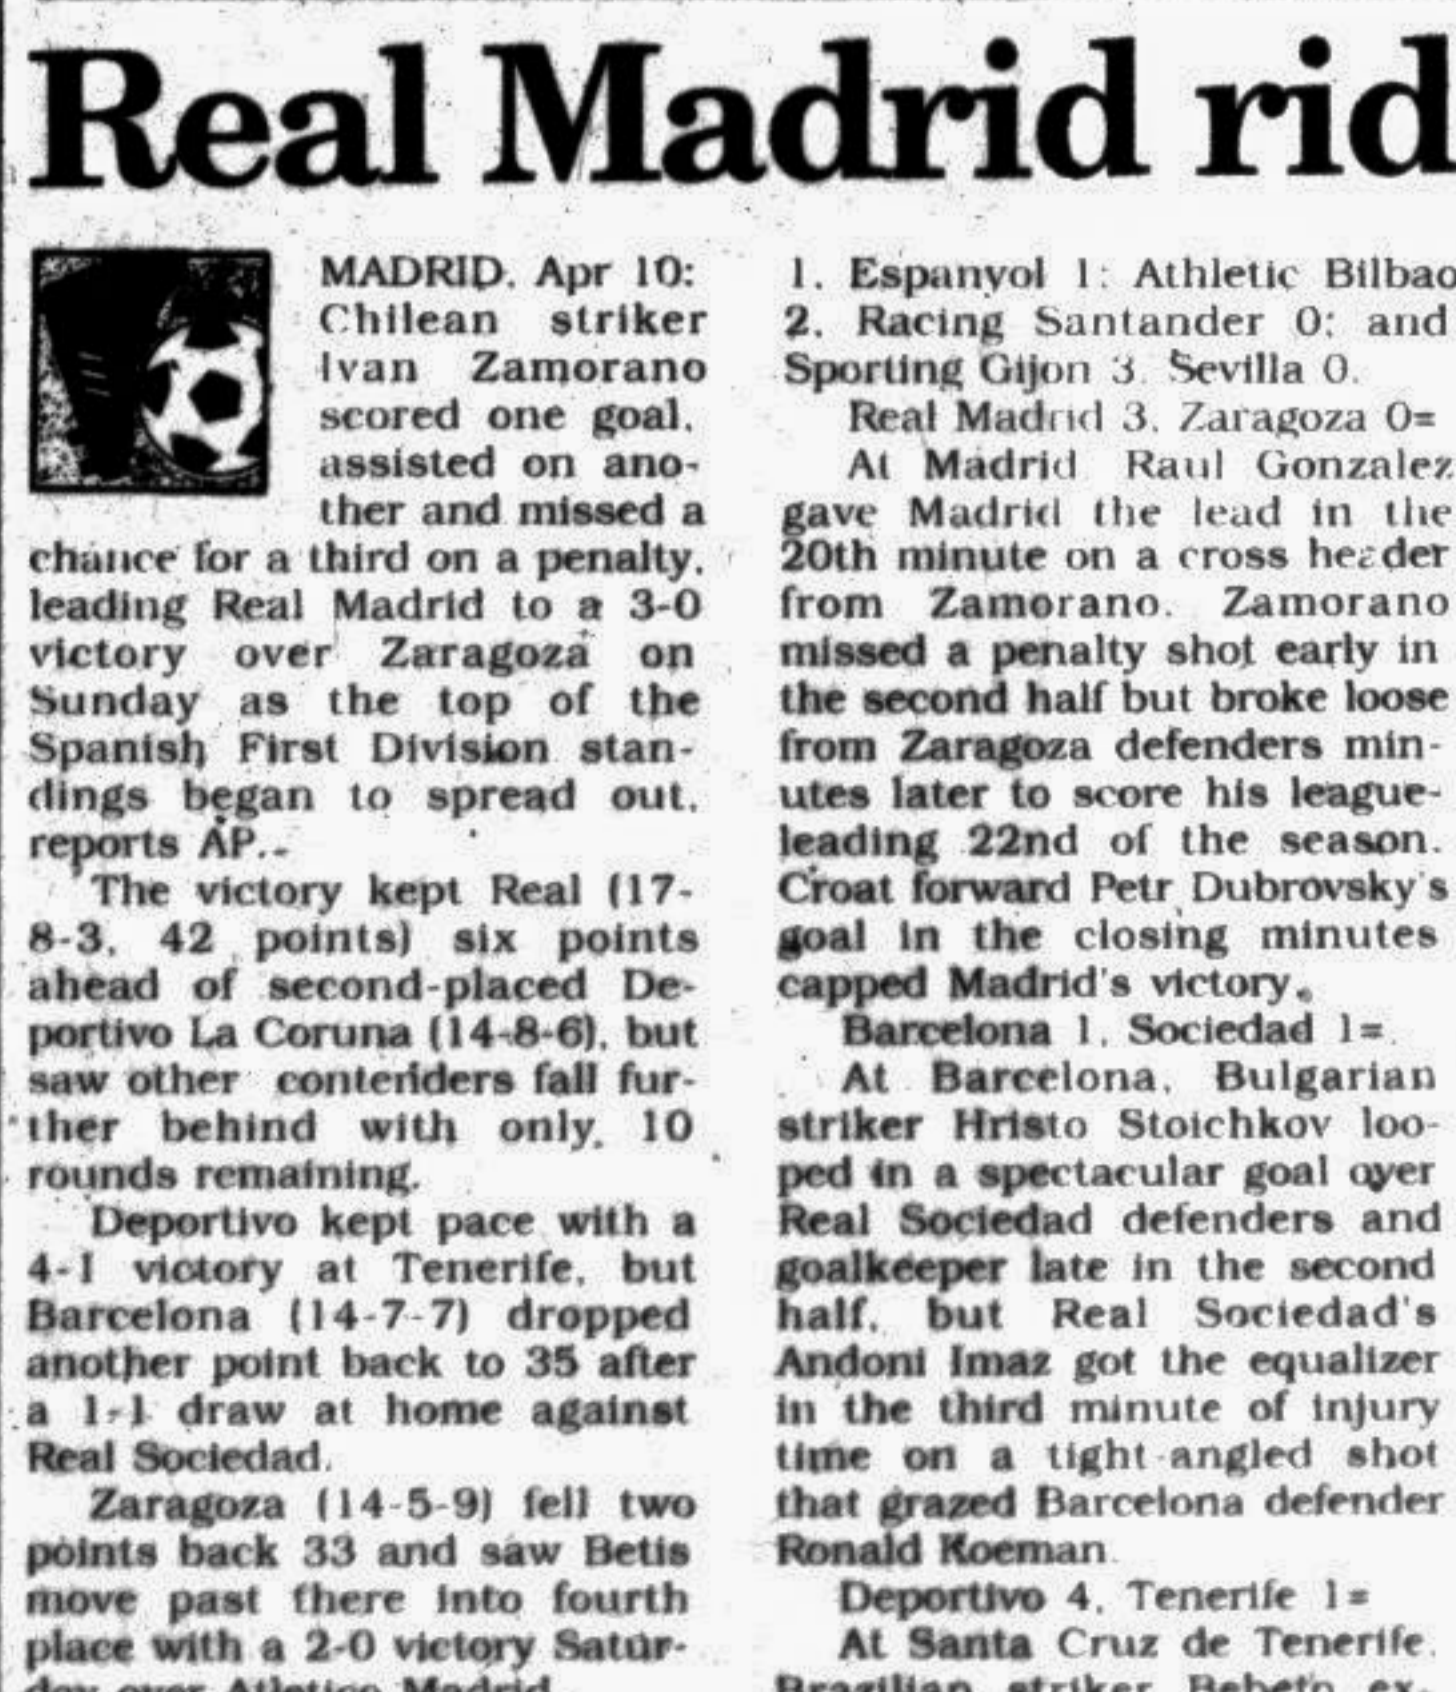 Real Madrid rid
MADRID, Apr 10:
Chilean striker
Ivan Zamorano
scored one goal,
assisted on ano-
ther and missed a
chance for a third on a penalty,
leading Real Madrid to a 3-0
victory over Zaragoza on
Sunday as the top of the
Spanish First Division stan-
dings began to spread out,
reports AP..
The victory kept Real (17-
8-3, 42 points) six points
ahead of second-placed De-
portivo La Coruna (14-8-6), but
saw other contenders fall fur-
ther behind with only 10
rounds remaining.
Deportivo kept pace with a
4-1 victory at Tenerife, but
Barcelona (14-7-7) dropped
another point back to 35 after
a 1-1 draw at home against
Real Sociedad.
Zaragoza (14-5-9) fell two
points back 33 and saw Betis
move past there into fourth
place with a 2-0 victory Satur-
day over Atletico Madrid.
1, Espanyol 1; Athletic Bilbao
2, Racing Santander 0; and
Sporting Gijon 3, Sevilla 0.
Real Madrid 3, Zaragoza 0=
At Madrid Raul Gonzalez
gave Madrid the lead in the
20th minute on a cross header
from Zamorano. Zamorano
missed a penalty shot early in
the second half but broke loose
from Zaragoza defenders min-
utes later to score his league-
leading 22nd of the season.
Croat forward Petr Dubrovsky's
goal in the closing minutes
capped Madrid's victory.
Barcelona 1, Sociedad 1=
At Barcelona, Bulgarian
striker Hristo Stoichkov loo-
ped in a spectacular goal over
Real Sociedad defenders and
goalkeeper late in the second
half, but Real Sociedad's
Andoni Imaz got the equalizer
in the third minute of injury
time on a tight-angled shot
that grazed Barcelona defender
Ronald Koeman.
Deportivo 4, Tenerife 1=
At Santa Cruz de Tenerife,
Brazilian striker Bebeto ex-